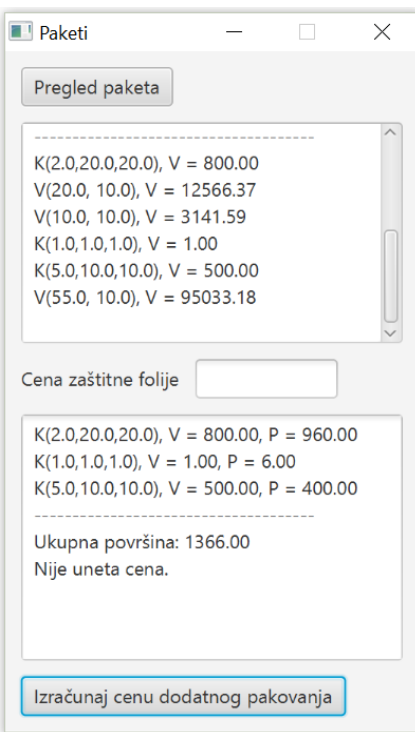 Paketi
Pregled paketa
-------------------------------------
K(2.0,20.0,20.0), V = 800.00
V(20.0, 10.0), V = 12566.37
V(10.0, 10.0), V = 3141.59
K(1.0,1.0,1.0), V = 1.00
K(5.0,10.0,10.0), V = 500.00
V(55.0, 10.0), V = 95033.18
Cena zaštitne folije
K(2.0,20.0,20.0), V = 800.00, P = 960.00
K(1.0,1.0,1.0), V = 1.00, P = 6.00
K(5.0,10.0,10.0), V = 500.00, P = 400.00
-------------------------------------
Ukupna površina: 1366.00
Nije uneta cena.
Izračunaj cenu dodatnog pakovanja